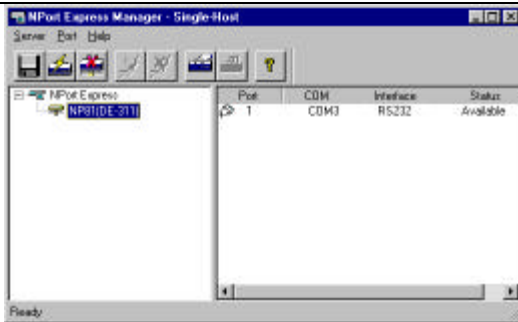 NPort Express Manager - Single-Host
Server Port Help
NPort Express
NP81(DE-311)
Port COM Interface Status
1 COM3 RS232 Available
Ready